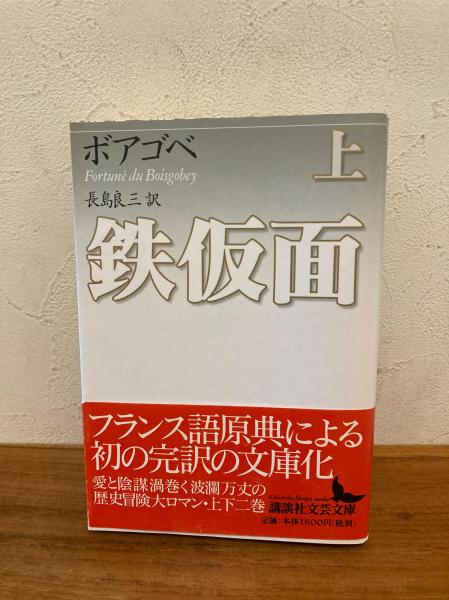 ボアゴベ
上
Fortuné du Boisgobey
長島良三 訳
鉄仮面
フランス語原典による
初の完訳の文庫化
愛と陰謀渦巻く波瀾万丈の
歴史冒険大ロマン・上下二巻
Kodansha Bungei bunko
講談社文芸文庫
定価:本体1800円(税別)